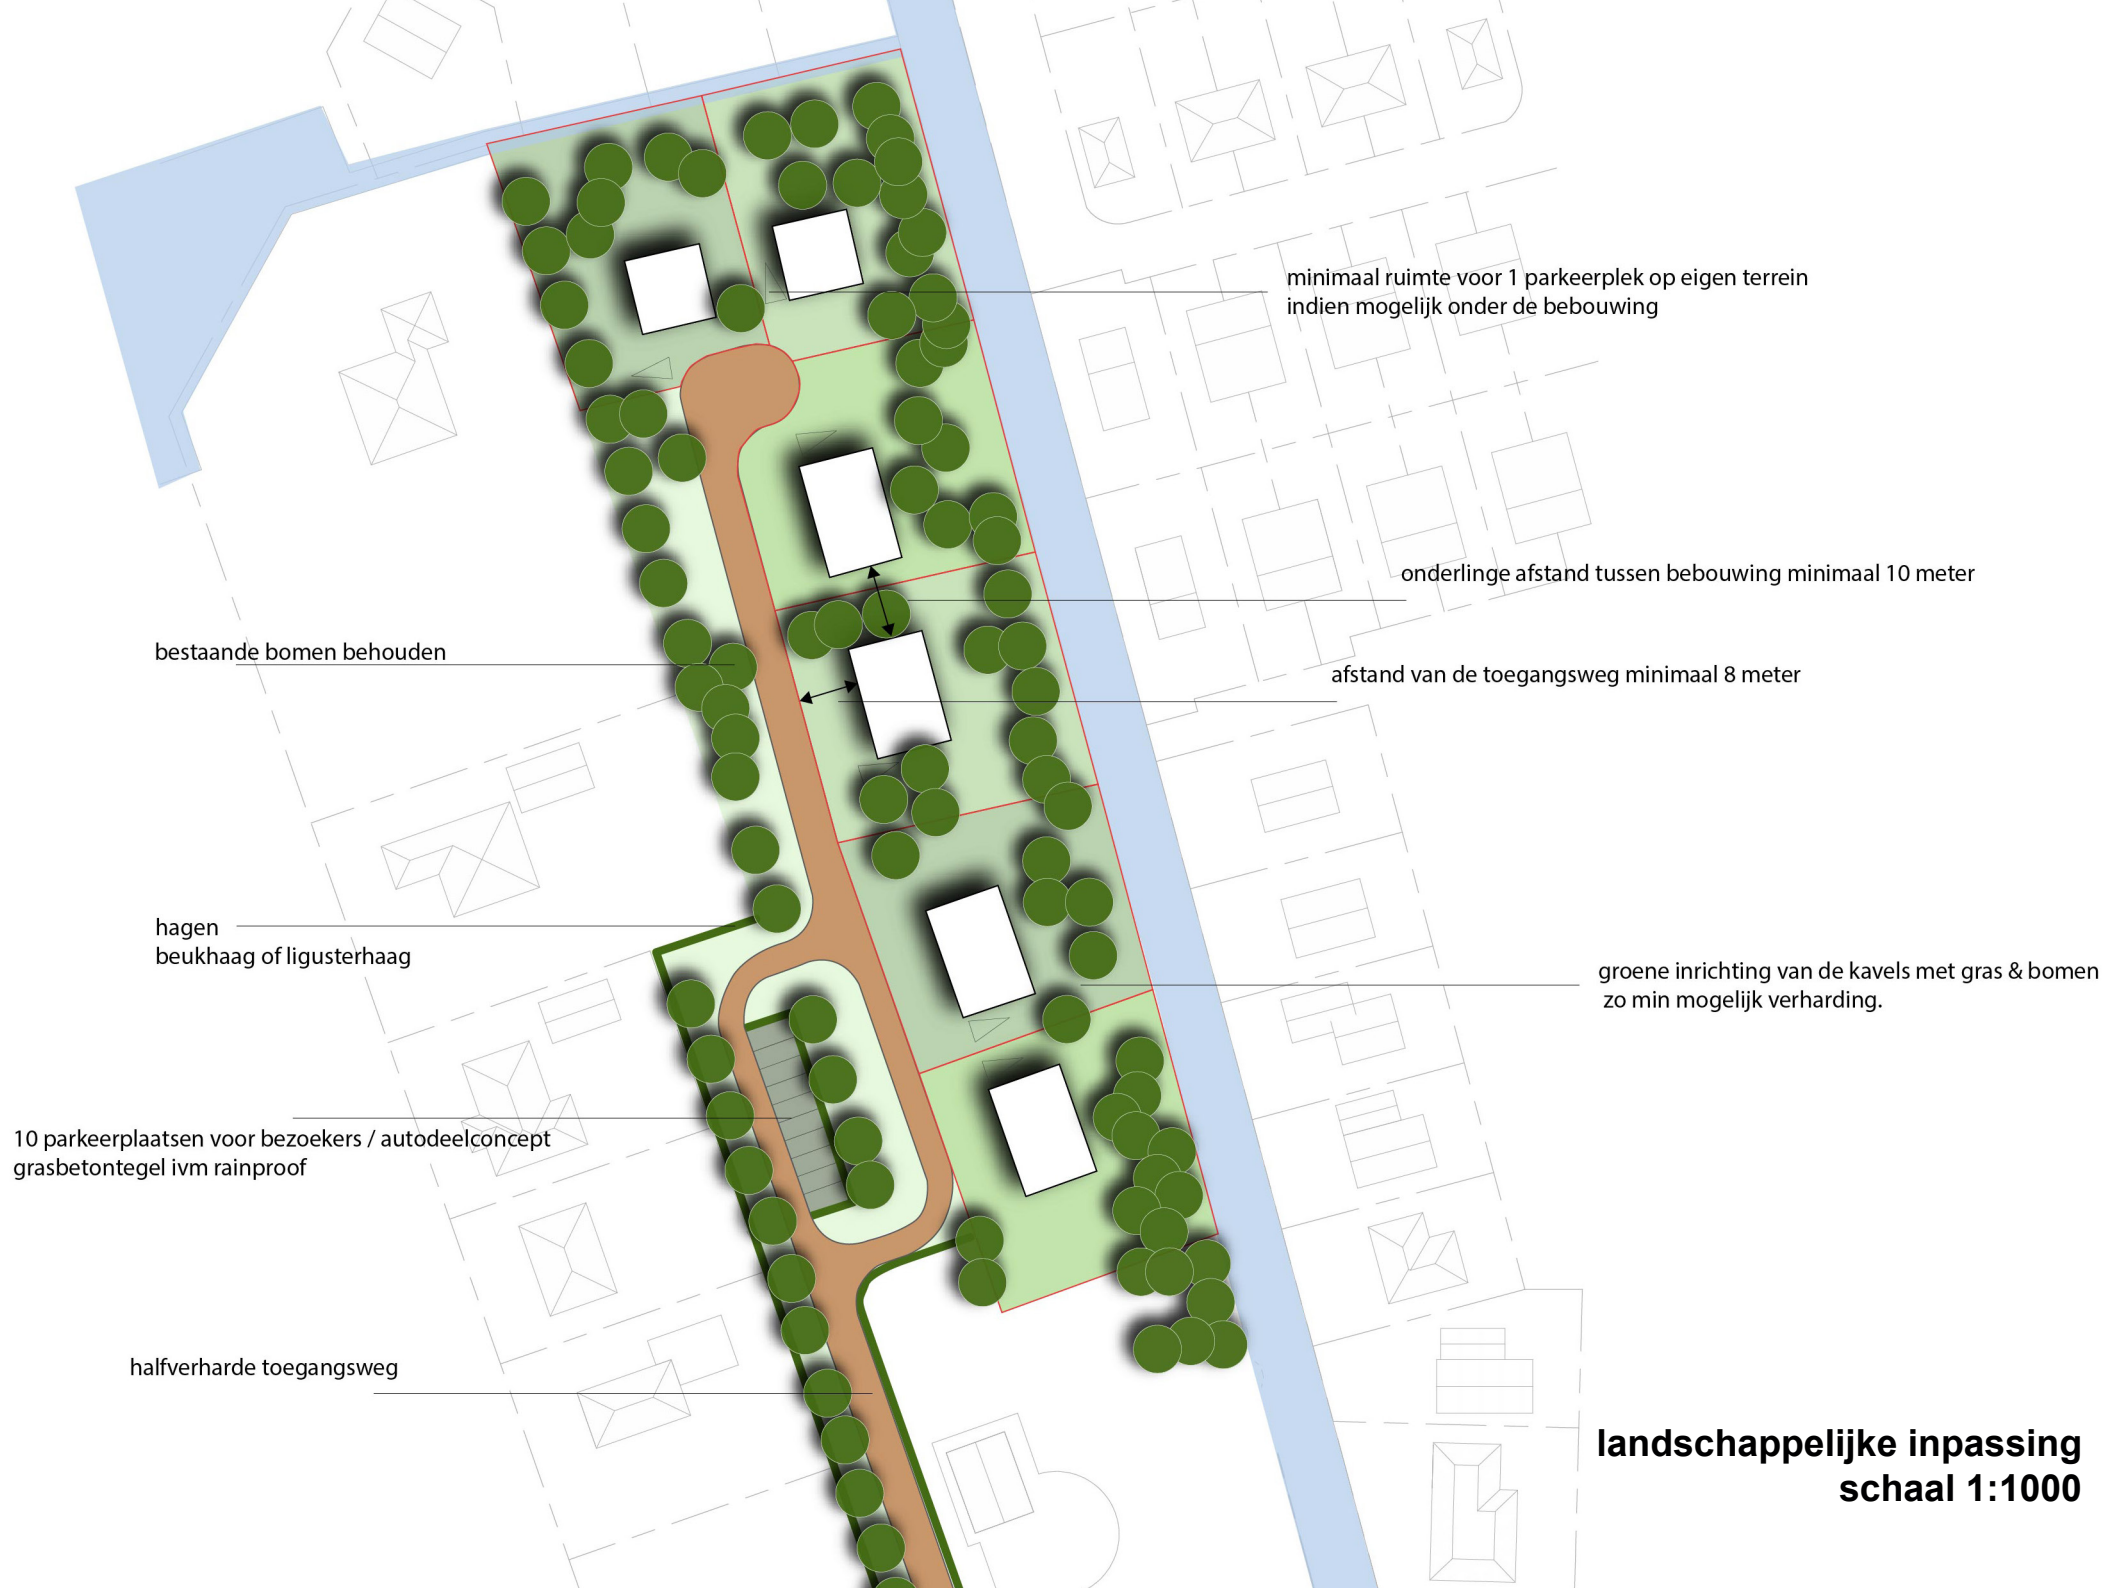 minimaal ruimte voor 1 parkeerplek op eigen terrein
indien mogelijk onder de bebouwing
onderlinge afstand tussen bebouwing minimaal 10 meter
bestaande bomen behouden
afstand van de toegangsweg minimaal 8 meter
hagen
beukhaag of ligusterhaag
groene inrichting van de kavels met gras & bomen
zo min mogelijk verharding.
10 parkeerplaatsen voor bezoekers / autodeelconcept
grasbetontegel ivm rainproof
halfverharde toegangsweg
landschappelijke inpassing
schaal 1:1000